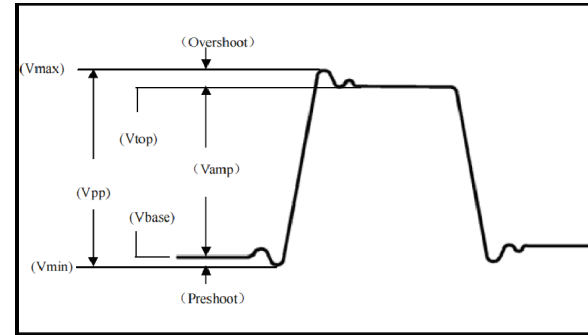 （Overshoot）
(Vmax)
(Vtop)
(Vamp)
(Vpp)
(Vbase)
(Vmin)
(Preshoot)